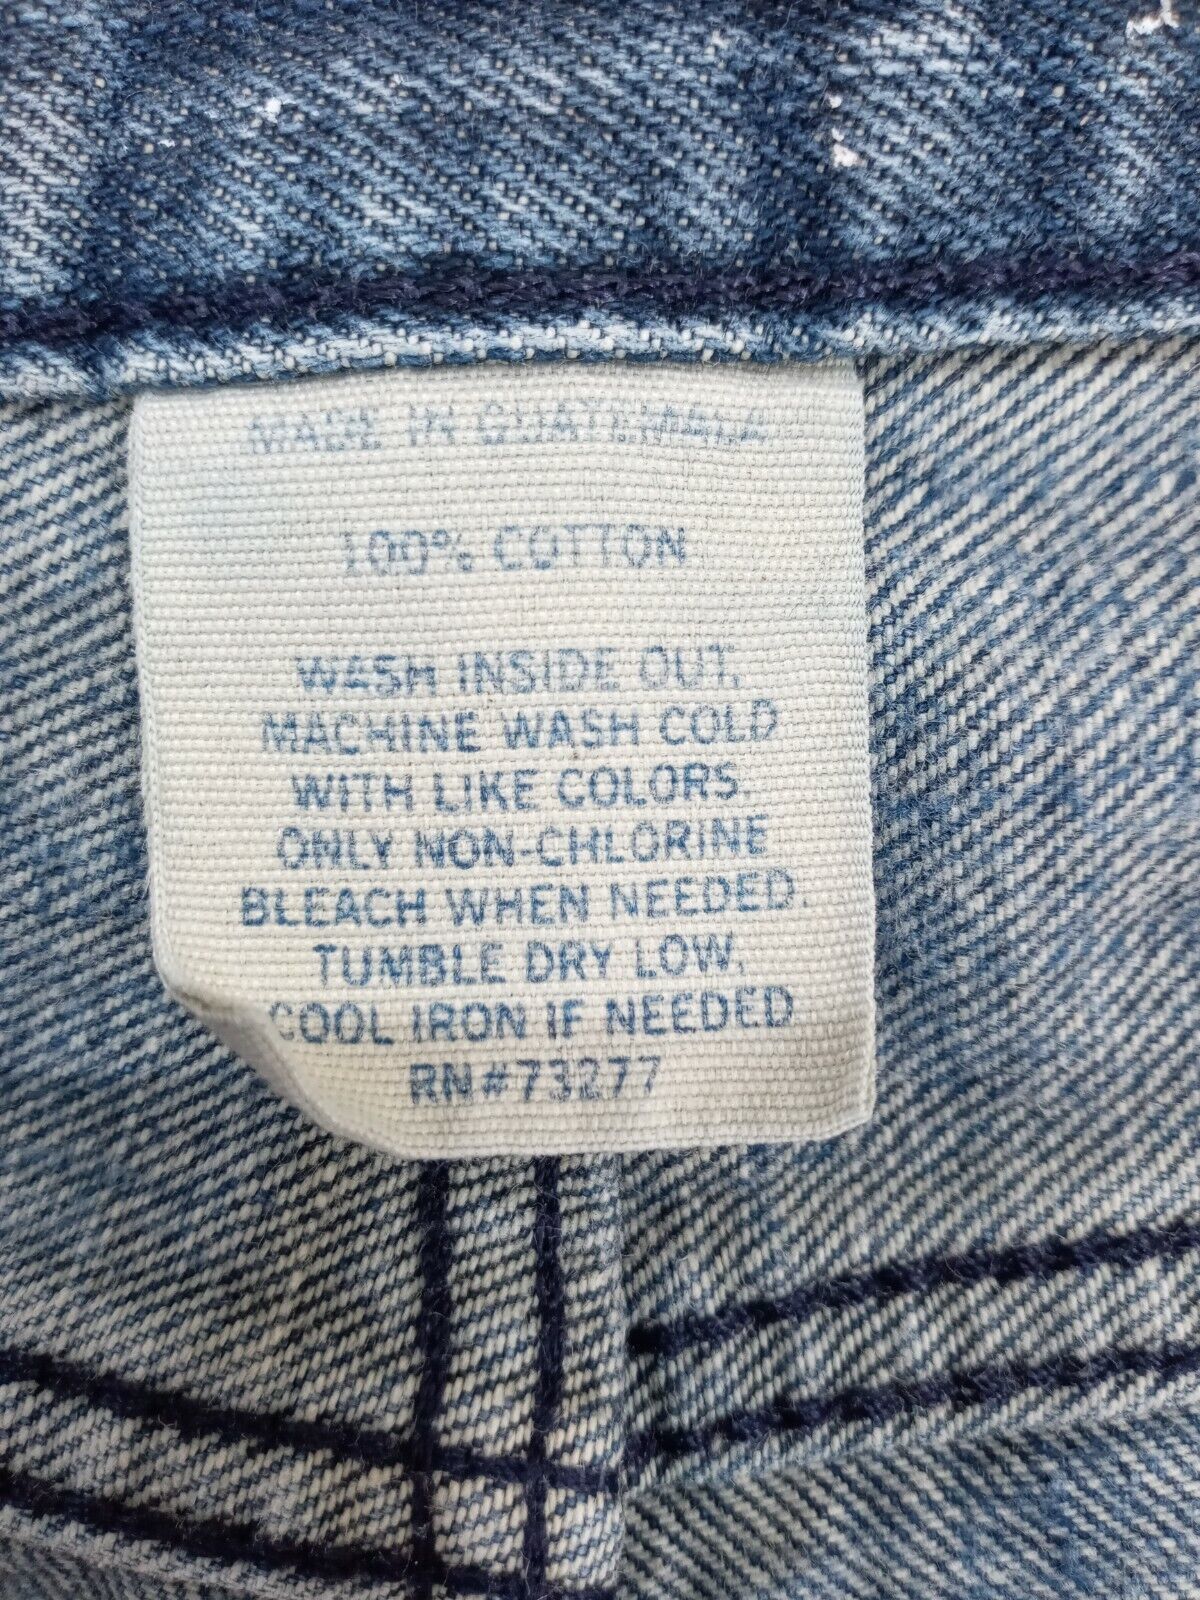 MADE IN GUATEMALA
100% COTTON
WASH INSIDE OUT,
MACHINE WASH COLD
WITH LIKE COLORS.
ONLY NON-CHLORINE
BLEACH WHEN NEEDED.
TUMBLE DRY LOW,
COOL IRON IF NEEDED
RN#73277